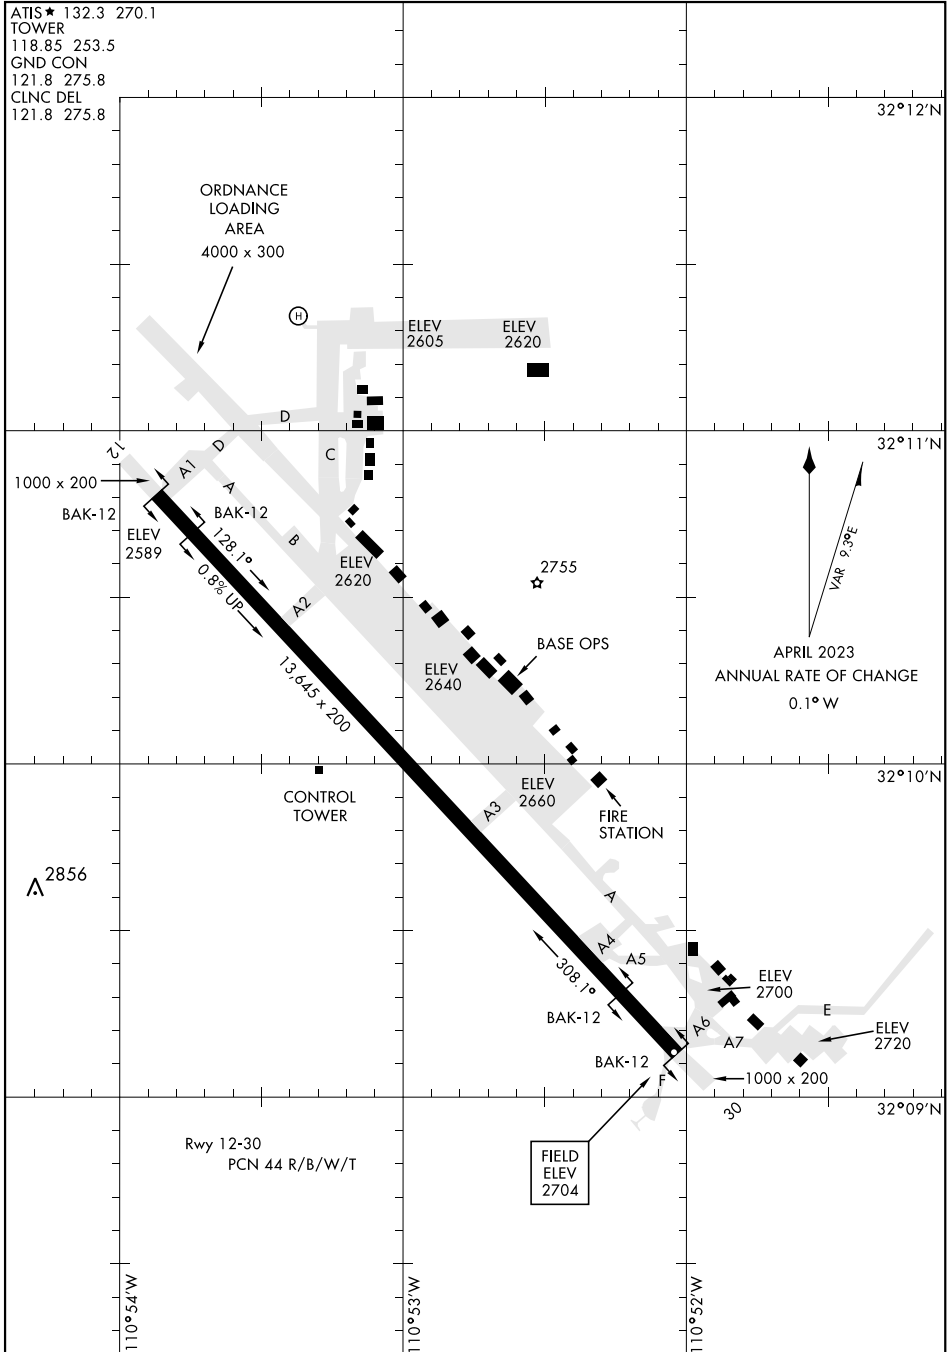 ATIS★ 132.3 270.1
TOWER
118.85 253.5
GND CON
121.8 275.8
CLNC DEL
121.8 275.8
32°12'N
ORDNANCE
LOADING
AREA
4000 x 300
H
ELEV
2605
ELEV
2620
D
12
D
C
32°11'N
A1
1000 x 200
A
BAK-12
BAK-12
ELEV
2589
128.1°
B
ELEV
2620
0.8% UP
A2
2755
VAR 9.3°E
BASE OPS
ELEV
2640
13,645 x 200
APRIL 2023
ANNUAL RATE OF CHANGE
0.1° W
32°10'N
CONTROL
TOWER
A3
ELEV
2660
FIRE
STATION
2856
A
A4
A5
308.1°
ELEV
2700
BAK-12
A6
E
A7
ELEV
2720
BAK-12
F
1000 x 200
30
32°09'N
Rwy 12-30
PCN 44 R/B/W/T
FIELD
ELEV
2704
110°54'W
110°53'W
110°52'W